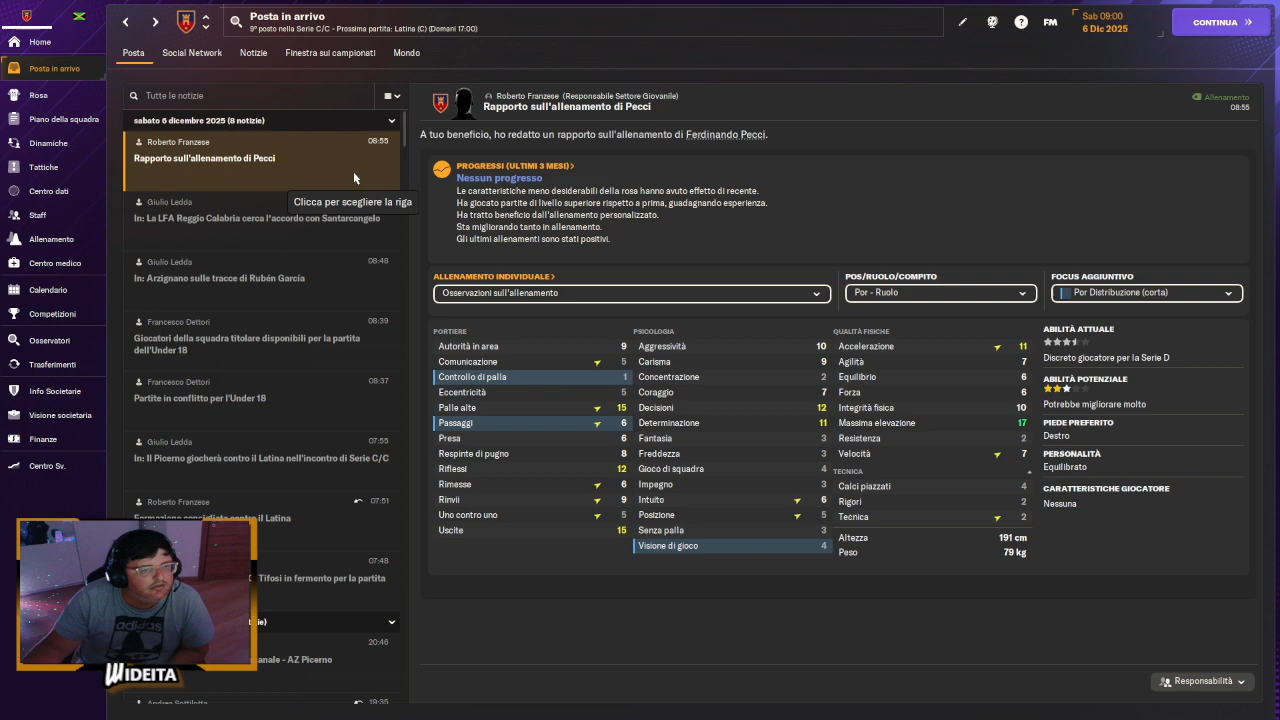 Posta in arrivo
9° posto nella Serie C/C - Prossima partita: Latina (C) (Domani 17:00)
FM
Sab 09:00
6 Dic 2025
CONTINUA
Home
Posta in arrivo
Rosa
Piano della squadra
Dinamiche
Tattiche
Centro dati
Staff
Allenamento
Centro medico
Calendario
Competizioni
Osservatori
Trasferimenti
Info Societarie
Visione societaria
Finanze
Centro Sv.
Posta
Social Network
Notizie
Finestra sui campionati
Mondo
Tutte le notizie
sabato 6 dicembre 2025 (8 notizie)
Roberto Franzese 08:55
Rapporto sull'allenamento di Pecci
Clicca per scegliere la riga
Giulio Ledda
In: La LFA Reggio Calabria cerca l'accordo con Santarcangelo
Giulio Ledda 08:48
In: Arzignano sulle tracce di Rubén García
Francesco Dettori 08:39
Giocatori della squadra titolare disponibili per la partita
dell'Under 18
Francesco Dettori 08:37
Partite in conflitto per l'Under 18
Giulio Ledda 07:55
In: Il Picerno giocherà contro il Latina nell'incontro di Serie C/C
Roberto Franzese 07:51
Formazione consigliata contro il Latina
07:48
Tifosi in fermento per la partita
20:46
- AZ Picerno
19:35
WIDEITA
adidas
Roberto Franzese (Responsabile Settore Giovanile)
Rapporto sull'allenamento di Pecci
Allenamento
08:55
A tuo beneficio, ho redatto un rapporto sull'allenamento di Ferdinando Pecci.
PROGRESSI (ULTIMI 3 MESI)>
Nessun progresso
Le caratteristiche meno desiderabili della rosa hanno avuto effetto di recente.
Ha giocato partite di livello superiore rispetto a prima, guadagnando esperienza.
Ha tratto beneficio dall'allenamento personalizzato.
Sta migliorando tanto in allenamento.
Gli ultimi allenamenti sono stati positivi.
ALLENAMENTO INDIVIDUALE>
Osservazioni sull'allenamento
POS/RUOLO/COMPITO
Por - Ruolo
FOCUS AGGIUNTIVO
Por Distribuzione (corta)
PORTIERE
Autorità in area 9
Comunicazione 5
Controllo di palla 1
Eccentricità 5
Palle alte 15
Passaggi 6
Presa 6
Respinte di pugno 8
Riflessi 12
Rimesse 6
Rinvii 9
Uno contro uno 5
Uscite 15
PSICOLOGIA
Aggressività 10
Carisma 9
Concentrazione 2
Coraggio 7
Decisioni 12
Determinazione 11
Fantasia 3
Freddezza 3
Gioco di squadra 4
Impegno 3
Intuito 6
Posizione 5
Senza palla 3
Visione di gioco 4
QUALITÀ FISICHE
Accelerazione 11
Agilità 7
Equilibrio 6
Forza 6
Integrità fisica 10
Massima elevazione 17
Resistenza 2
Velocità 7
TECNICA
Calci piazzati 4
Rigori 2
Tecnica 2
Altezza 191 cm
Peso 79 kg
ABILITÀ ATTUALE
Discreto giocatore per la Serie D
ABILITÀ POTENZIALE
Potrebbe migliorare molto
PIEDE PREFERITO
Destro
PERSONALITÀ
Equilibrato
CARATTERISTICHE GIOCATORE
Nessuna
Responsabilità